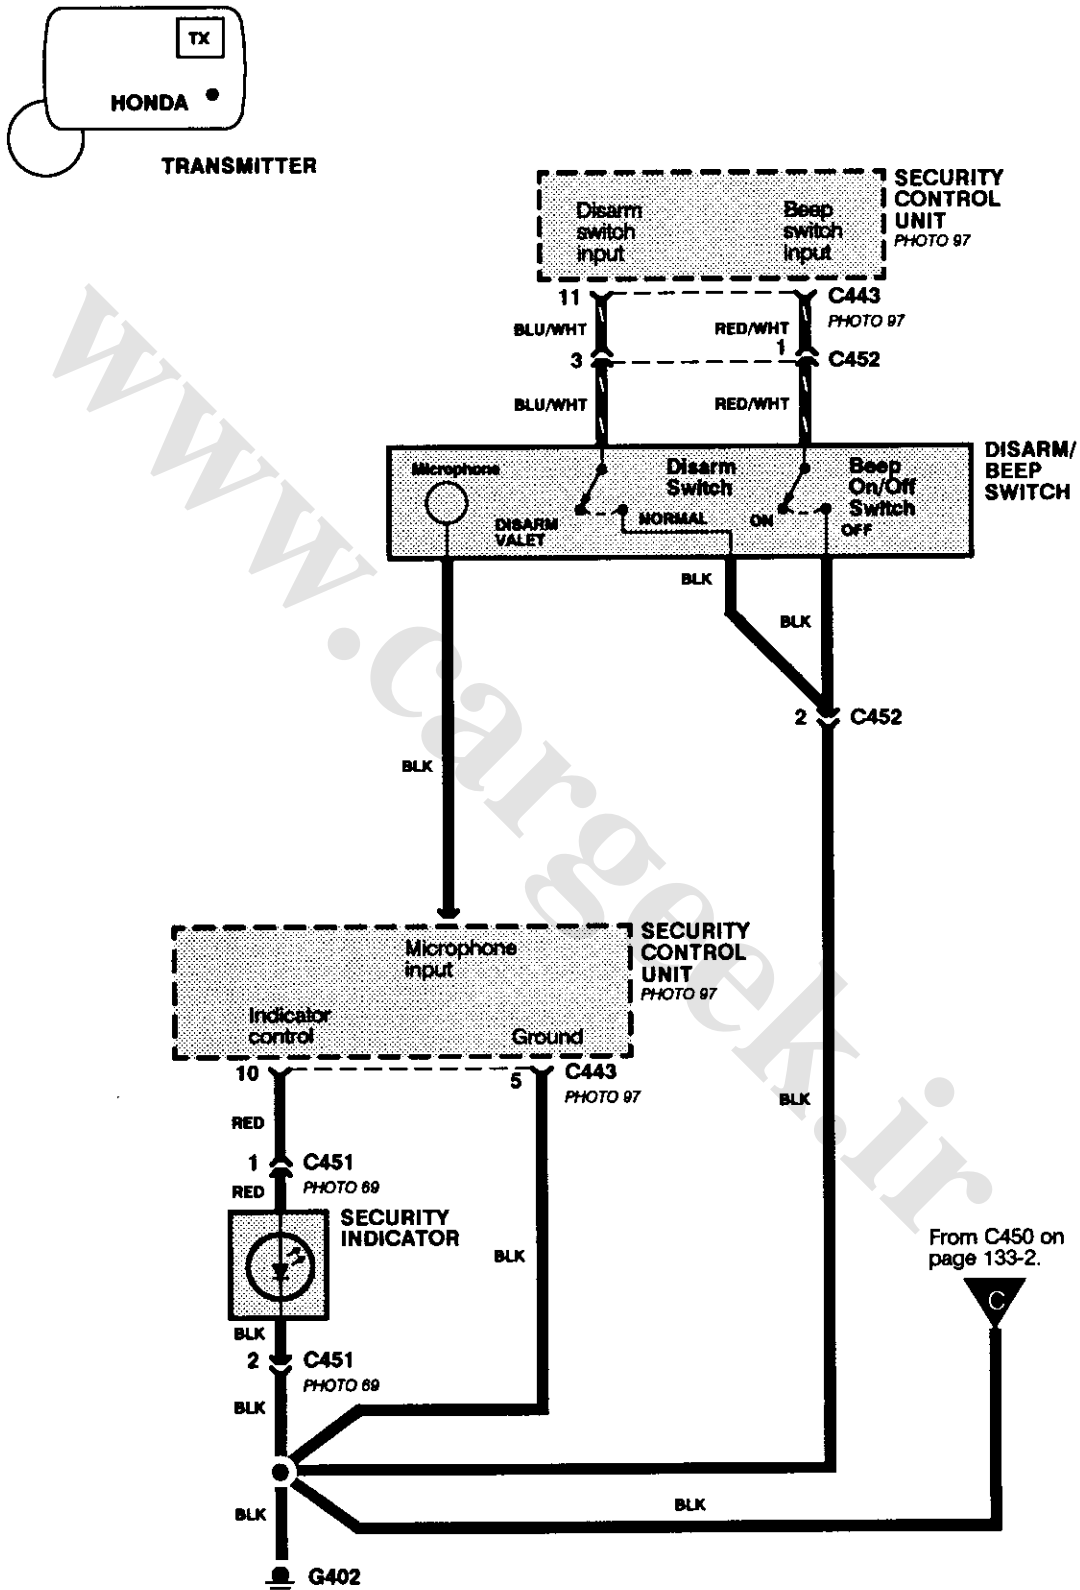 TX
HONDA
TRANSMITTER
SECURITY
CONTROL
UNIT
PHOTO 97
Disarm
switch
input
Beep
switch
input
11
C443
PHOTO 97
BLU/WHT
RED/WHT
3
1
C452
BLU/WHT
RED/WHT
DISARM/
BEEP
SWITCH
Microphone
Disarm
Switch
Beep
On/Off
Switch
DISARM
VALET
NORMAL
ON
OFF
BLK
BLK
2
C452
BLK
SECURITY
CONTROL
UNIT
PHOTO 97
Microphone
input
Indicator
control
Ground
10
5
C443
PHOTO 97
BLK
RED
1
C451
PHOTO 69
RED
SECURITY
INDICATOR
BLK
From C450 on
page 133-2.
C
BLK
2
C451
PHOTO 69
BLK
BLK
BLK
G402
www.cargeek.ir